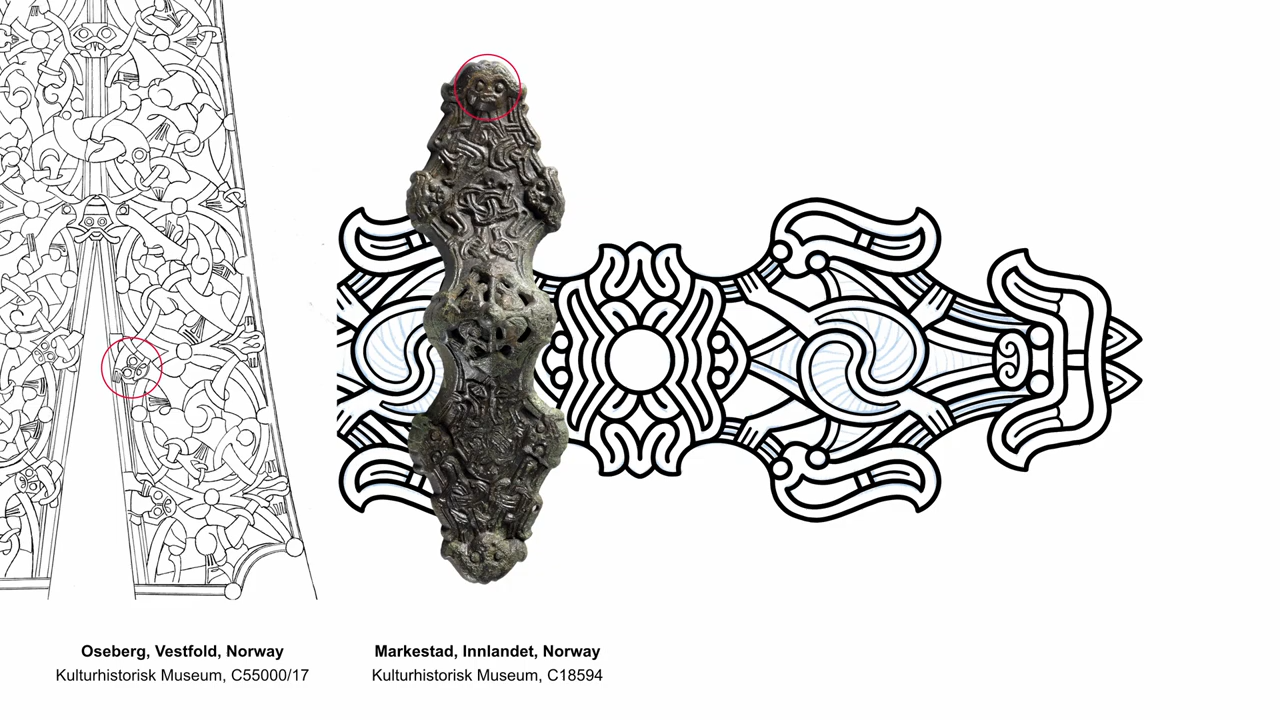 Oseberg, Vestfold, Norway
Kulturhistorisk Museum, C55000/17
Markestad, Innlandet, Norway
Kulturhistorisk Museum, C18594